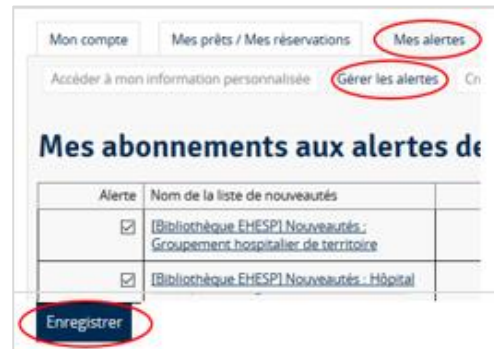 Mon compte Mes prêts / Mes réservations Mes alertes
Accéder à mon information personnalisée Gérer les alertes
Mes abonnements aux alertes de
Alerte Nom de la liste de nouveautés
[Bibliothèque EHESP] Nouveautés :
Groupement hospitalier de territoire
[Bibliothèque EHESP] Nouveautés : Hôpital
Enregistrer